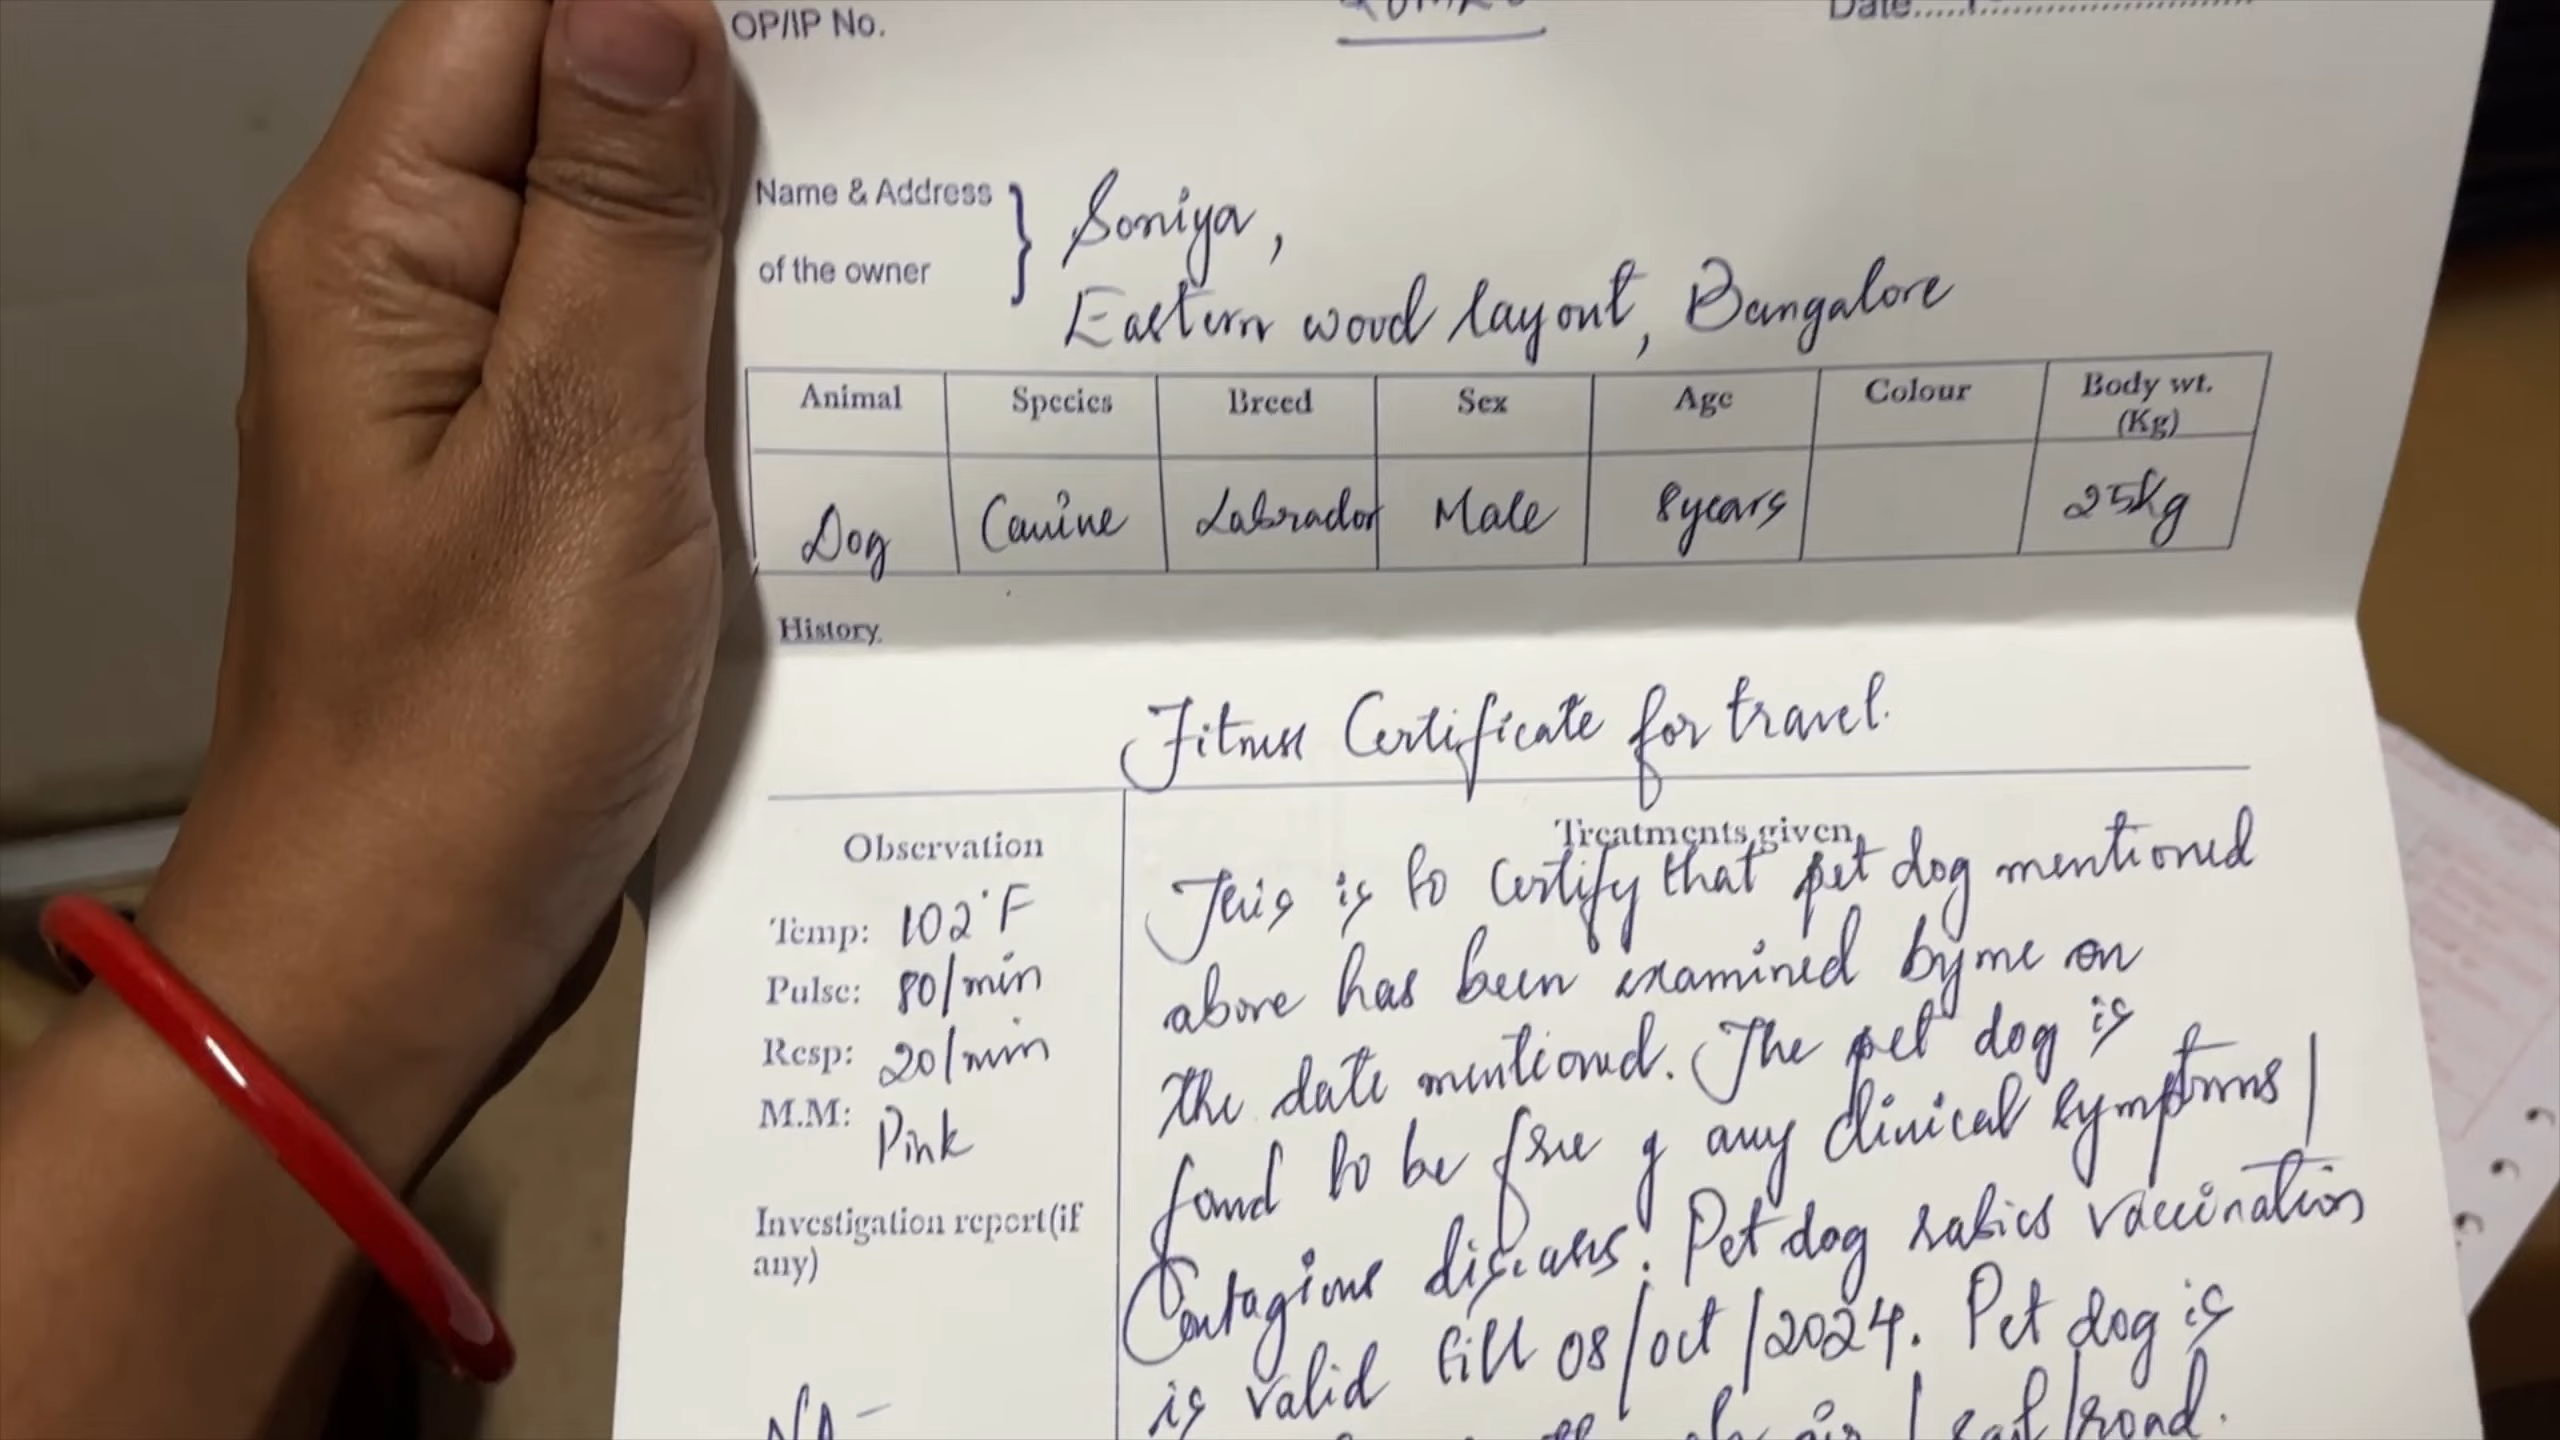 OP/IP No.
Date
Name & Address
of the owner
Soniya,
Eastern wood layout, Bangalore
Animal Species Breed Sex Age Colour Body wt. (Kg)
Dog Canine Labrador Male 8years 25Kg
History
Fitness Certificate for travel.
Observation
Temp: 102°F
Pulse: 80/min
Resp: 20/min
M.M: Pink
Investigation report(if
any)
NA-
Treatments given
This is to Certify that pet dog mentioned
above has been examined by me on
the date mentioned. The pet dog is
found to be free of any clinical symptoms/
Contagious diseases. Pet dog rabies vaccination
is valid till 08/oct/2024. Pet dog is
air/rail/road.